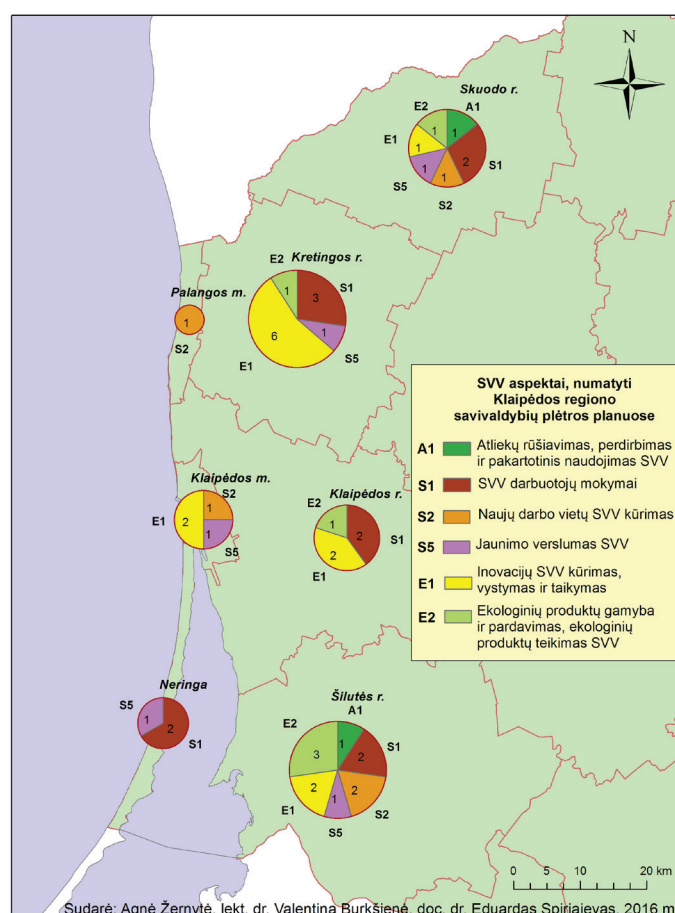 N
Skuodo r.
E2
A1
1
1
E1
1
2
S1
1
1
S5
S2
E2
Kretingos r.
S1
1
3
Palangos m.
1
1
S5
S2
6
E1
SVV aspektai, numatyti
Klaipėdos regiono
savivaldybių plėtros planuose
A1 Atliekų rūšiavimas, perdirbimas
ir pakartotinis naudojimas SVV
S1 SVV darbuotojų mokymai
S2 Naujų darbo vietų SVV kūrimas
S5 Jaunimo verslumas SVV
E1 Inovacijų SVV kūrimas,
vystymas ir taikymas
E2 Ekologinių produktų gamyba
ir pardavimas, ekologinių
produktų teikimas SVV
Klaipėdos m.
S2
1
E1
2
1
S5
Klaipėdos r.
E2
1
2
S1
2
E1
Neringa
S5
1
2
S1
Šilutės r.
A1
E2
S1
1
3
2
2
2
1
E1
S2
S5
0 5 10 20 km
Sudarė: Agnė Žernytė, lekt. dr. Valentina Burkšienė, doc. dr. Eduardas Spiriajevas, 2016 m